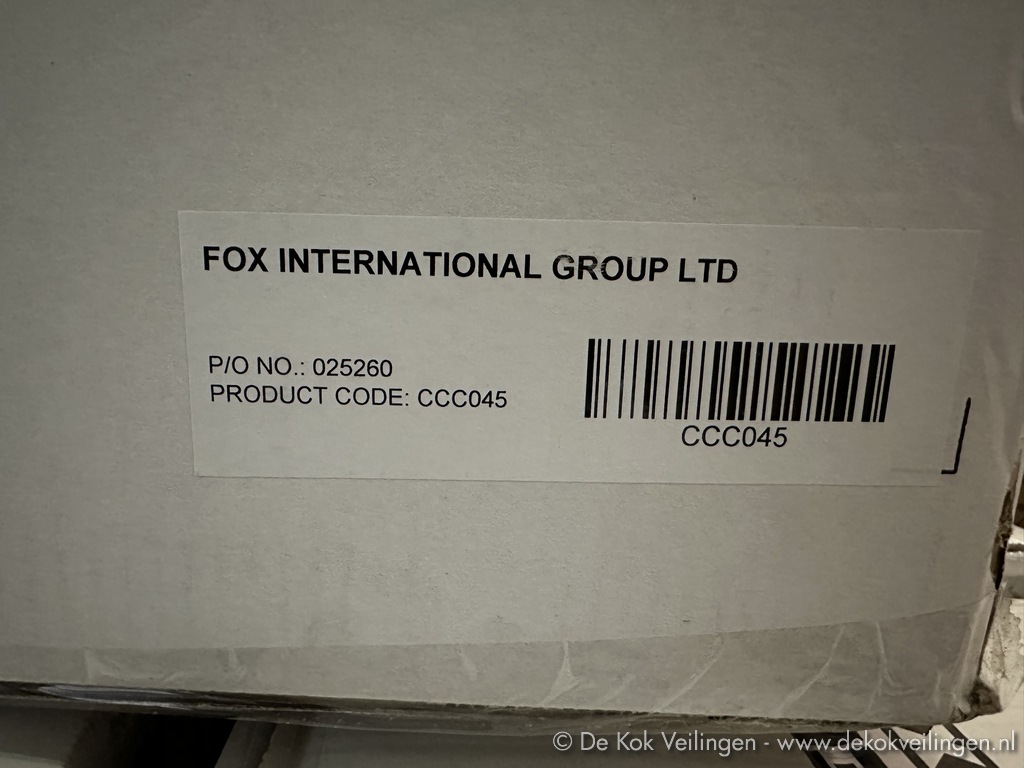 FOX INTERNATIONAL GROUP LTD
P/O NO.: 025260
PRODUCT CODE: CCC045
CCC045
© De Kok Veilingen - www.dekokveilingen.nl